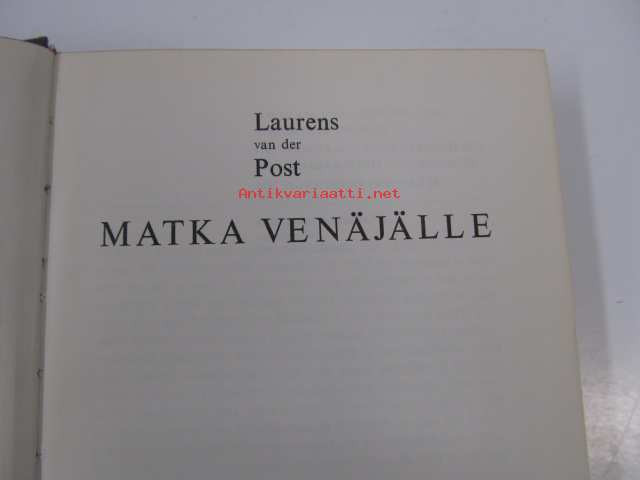 Laurens
van der
Post
Antikvariaatti.net
MATKA VENÄJÄLLE